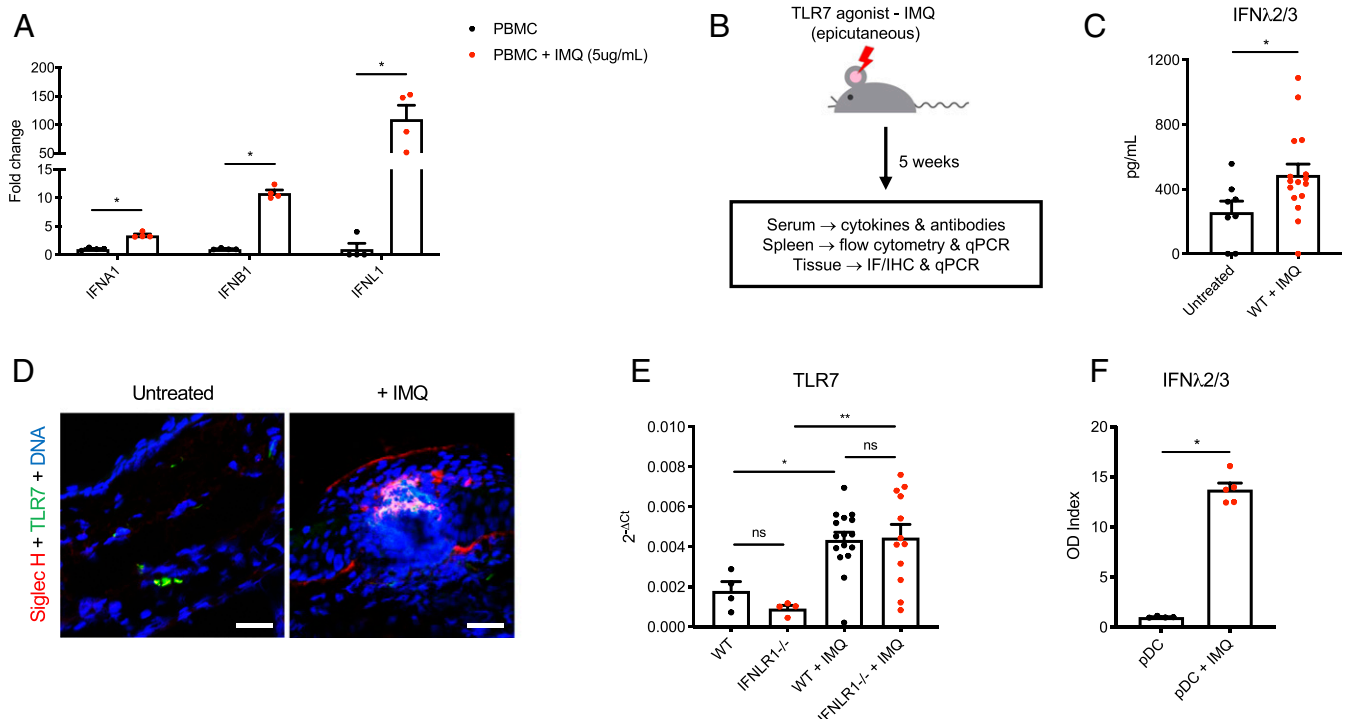 A
PBMC
PBMC + IMQ (5ug/mL)
Fold change
200
150
100
50
15
10
5
0
*
*
*
IFNA1
IFNB1
IFNL1
B
TLR7 agonist - IMQ
(epicutaneous)
5 weeks
Serum → cytokines & antibodies
Spleen → flow cytometry & qPCR
Tissue → IF/IHC & qPCR
C
IFNλ2/3
*
pg/mL
1200
800
400
0
Untreated
WT + IMQ
D
Untreated
+ IMQ
Siglec H + TLR7 + DNA
E
TLR7
**
*
ns
ns
2-ΔCt
0.010
0.008
0.006
0.004
0.002
0.000
WT
IFNLR1-/-
WT + IMQ
IFNLR1-/- + IMQ
F
IFNλ2/3
*
OD Index
20
15
10
5
0
pDC
pDC + IMQ